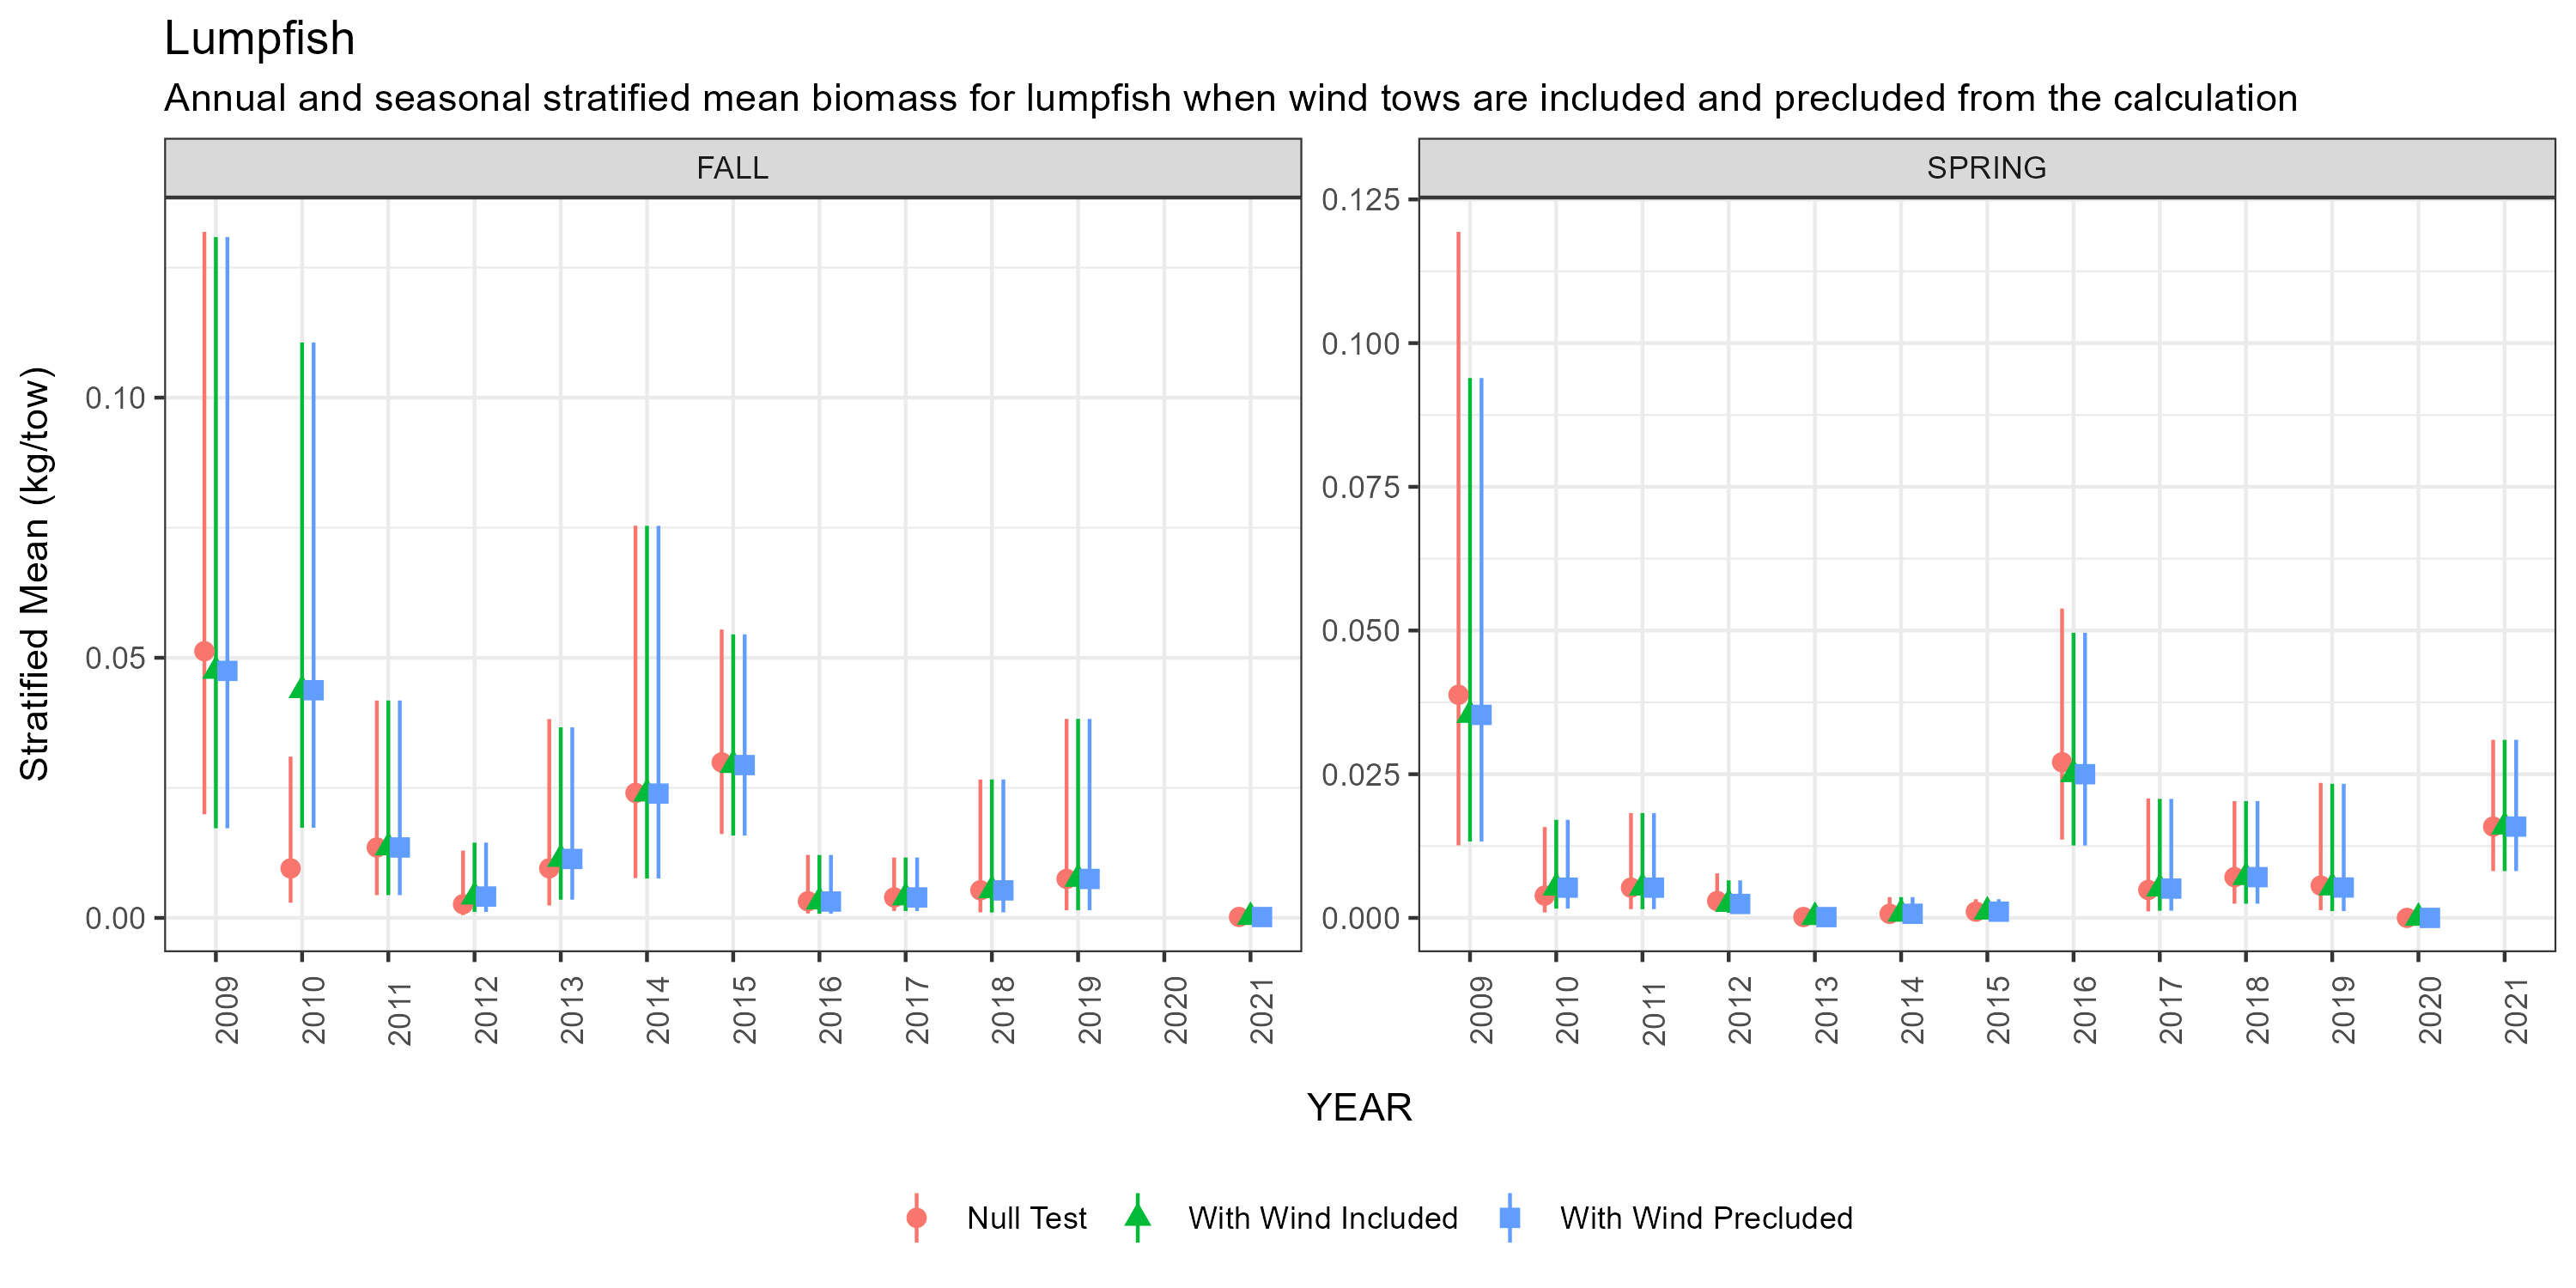 Lumpfish
Annual and seasonal stratified mean biomass for lumpfish when wind tows are included and precluded from the calculation
FALL
SPRING
Stratified Mean (kg/tow)
0.10
0.05
0.00
0.125
0.100
0.075
0.050
0.025
0.000
2009 2010 2011 2012 2013 2014 2015 2016 2017 2018 2019 2020 2021
2009 2010 2011 2012 2013 2014 2015 2016 2017 2018 2019 2020 2021
YEAR
Null Test With Wind Included With Wind Precluded